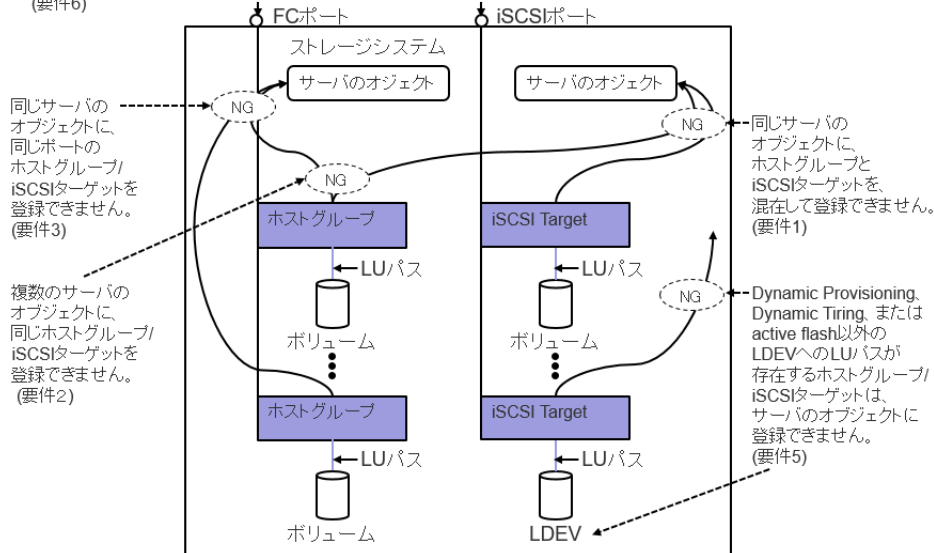 (要件6)
FCポート
iSCSIポート
ストレージシステム
サーバのオジェクト
サーバのオジェクト
同じサーバの
オブジェクトに、
同じポートの
ホストグループ/
iSCSIターゲットを
登録できません。
(要件3)
NG
NG
NG
同じサーバの
オブジェクトに、
ホストグループと
iSCSIターゲットを、
混在して登録できません。
(要件1)
ホストグループ
iSCSI Target
LUパス
LUパス
複数のサーバの
オブジェクトに、
同じホストグループ/
iSCSIターゲットを
登録できません。
(要件2)
ボリューム
ボリューム
NG
Dynamic Provisioning、
Dynamic Tiring、または
active flash以外の
LDEVへのLUパスが
存在するホストグループ/
iSCSIターゲットは、
サーバのオブジェクトに
登録できません。
(要件5)
ホストグループ
iSCSI Target
LUパス
LUパス
ボリューム
LDEV